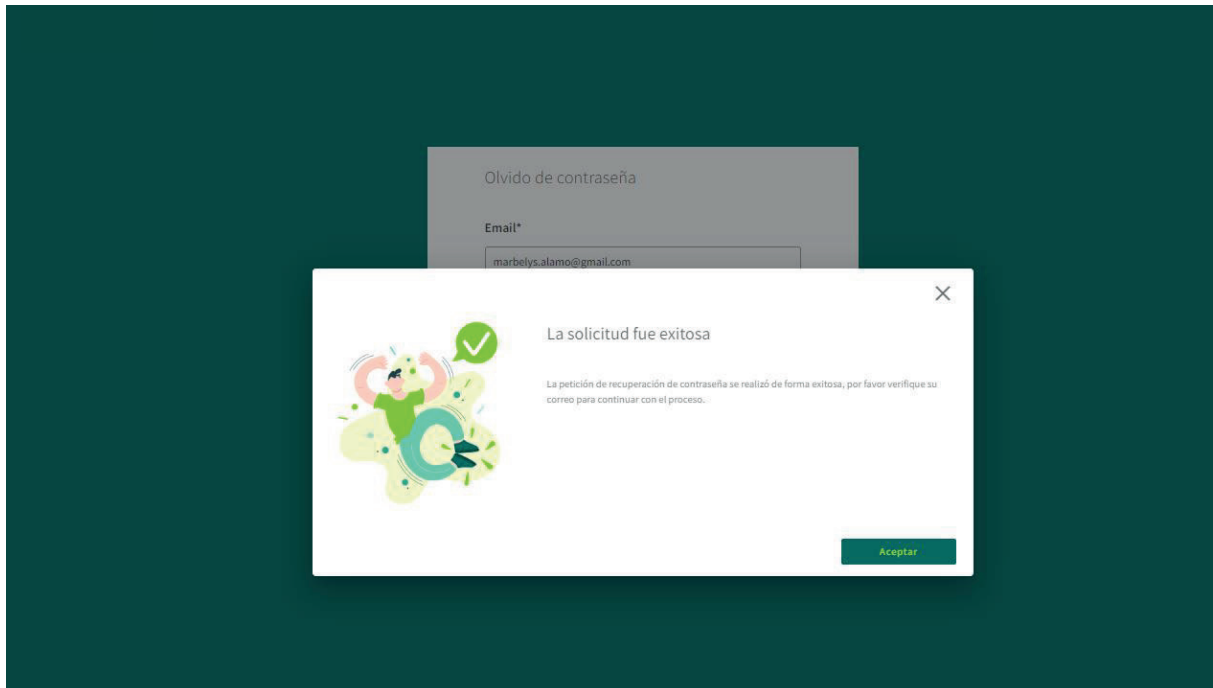 Olvido de contraseña
Email*
marbelys.alamo@gmail.com
La solicitud fue exitosa
La petición de recuperación de contraseña se realizó de forma exitosa, por favor verifique su
correo para continuar con el proceso.
Aceptar